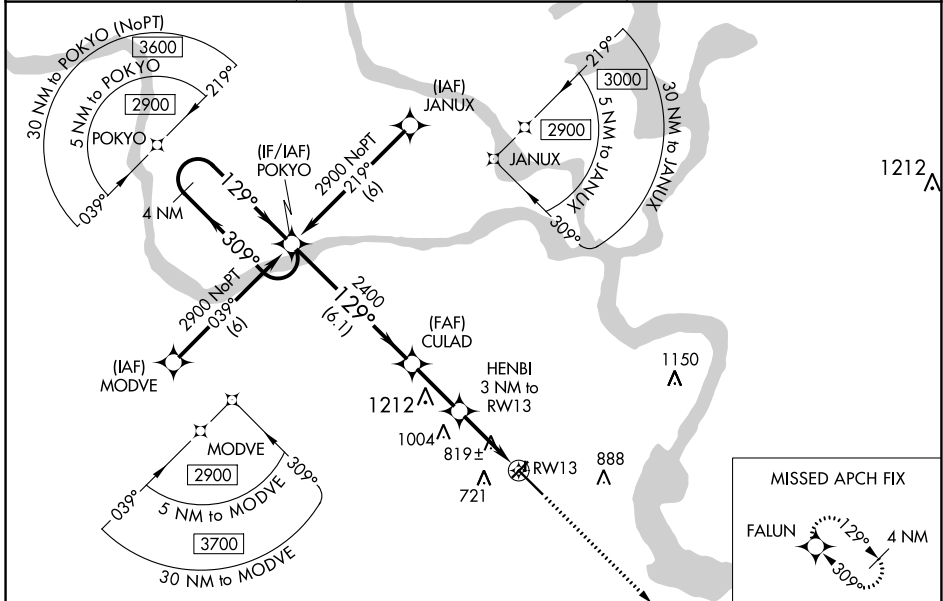 30 NM to POKYO (NoPT)
3600
5 NM to POKYO
2900
219°
POKYO
039°
(IAF)
JANUX
(IF/IAF)
POKYO
2900 NoPT
219°
(6)
129°
4 NM
309°
219°
3000
5 NM to JANUX
30 NM to JANUX
2900
JANUX
309°
1212
2900 NoPT
039°
(6)
(IAF)
MODVE
2400
129°
(6.1)
(FAF)
CULAD
HENBI
3 NM to
RW13
1150
1212
1004
819±
721
RW13
888
MODVE
2900
039°
309°
5 NM to MODVE
3700
30 NM to MODVE
MISSED APCH FIX
FALUN
129°
4 NM
309°